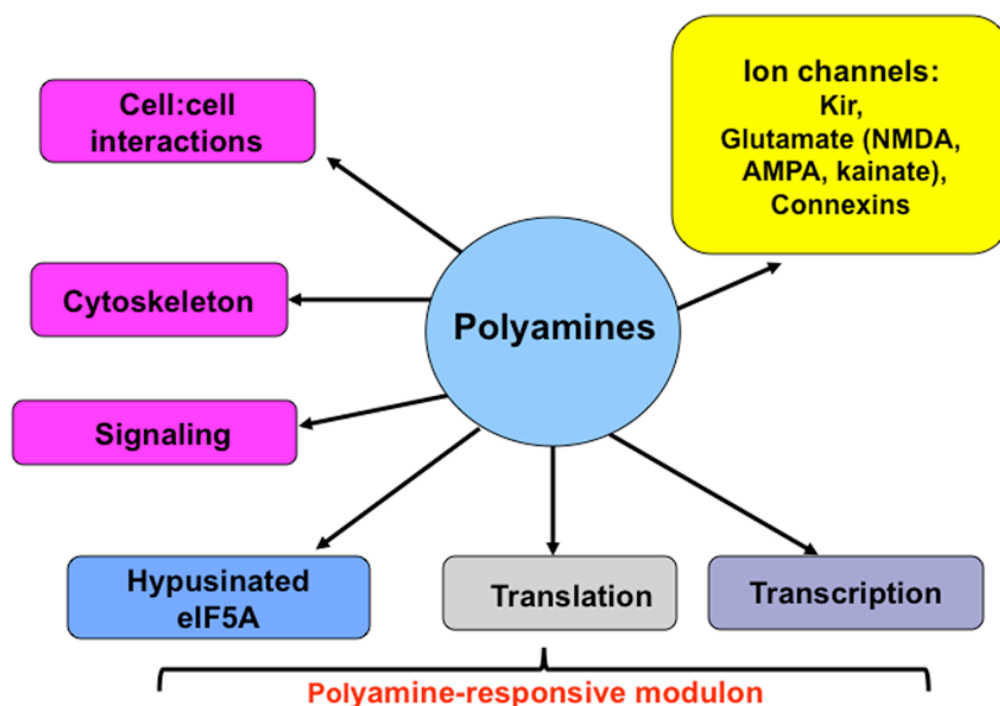 Ion channels:
Kir,
Glutamate (NMDA,
AMPA, kainate),
Connexins
Cell:cell
interactions
Cytoskeleton
Polyamines
Signaling
Hypusinated
eIF5A
Translation
Transcription
Polyamine-responsive modulon